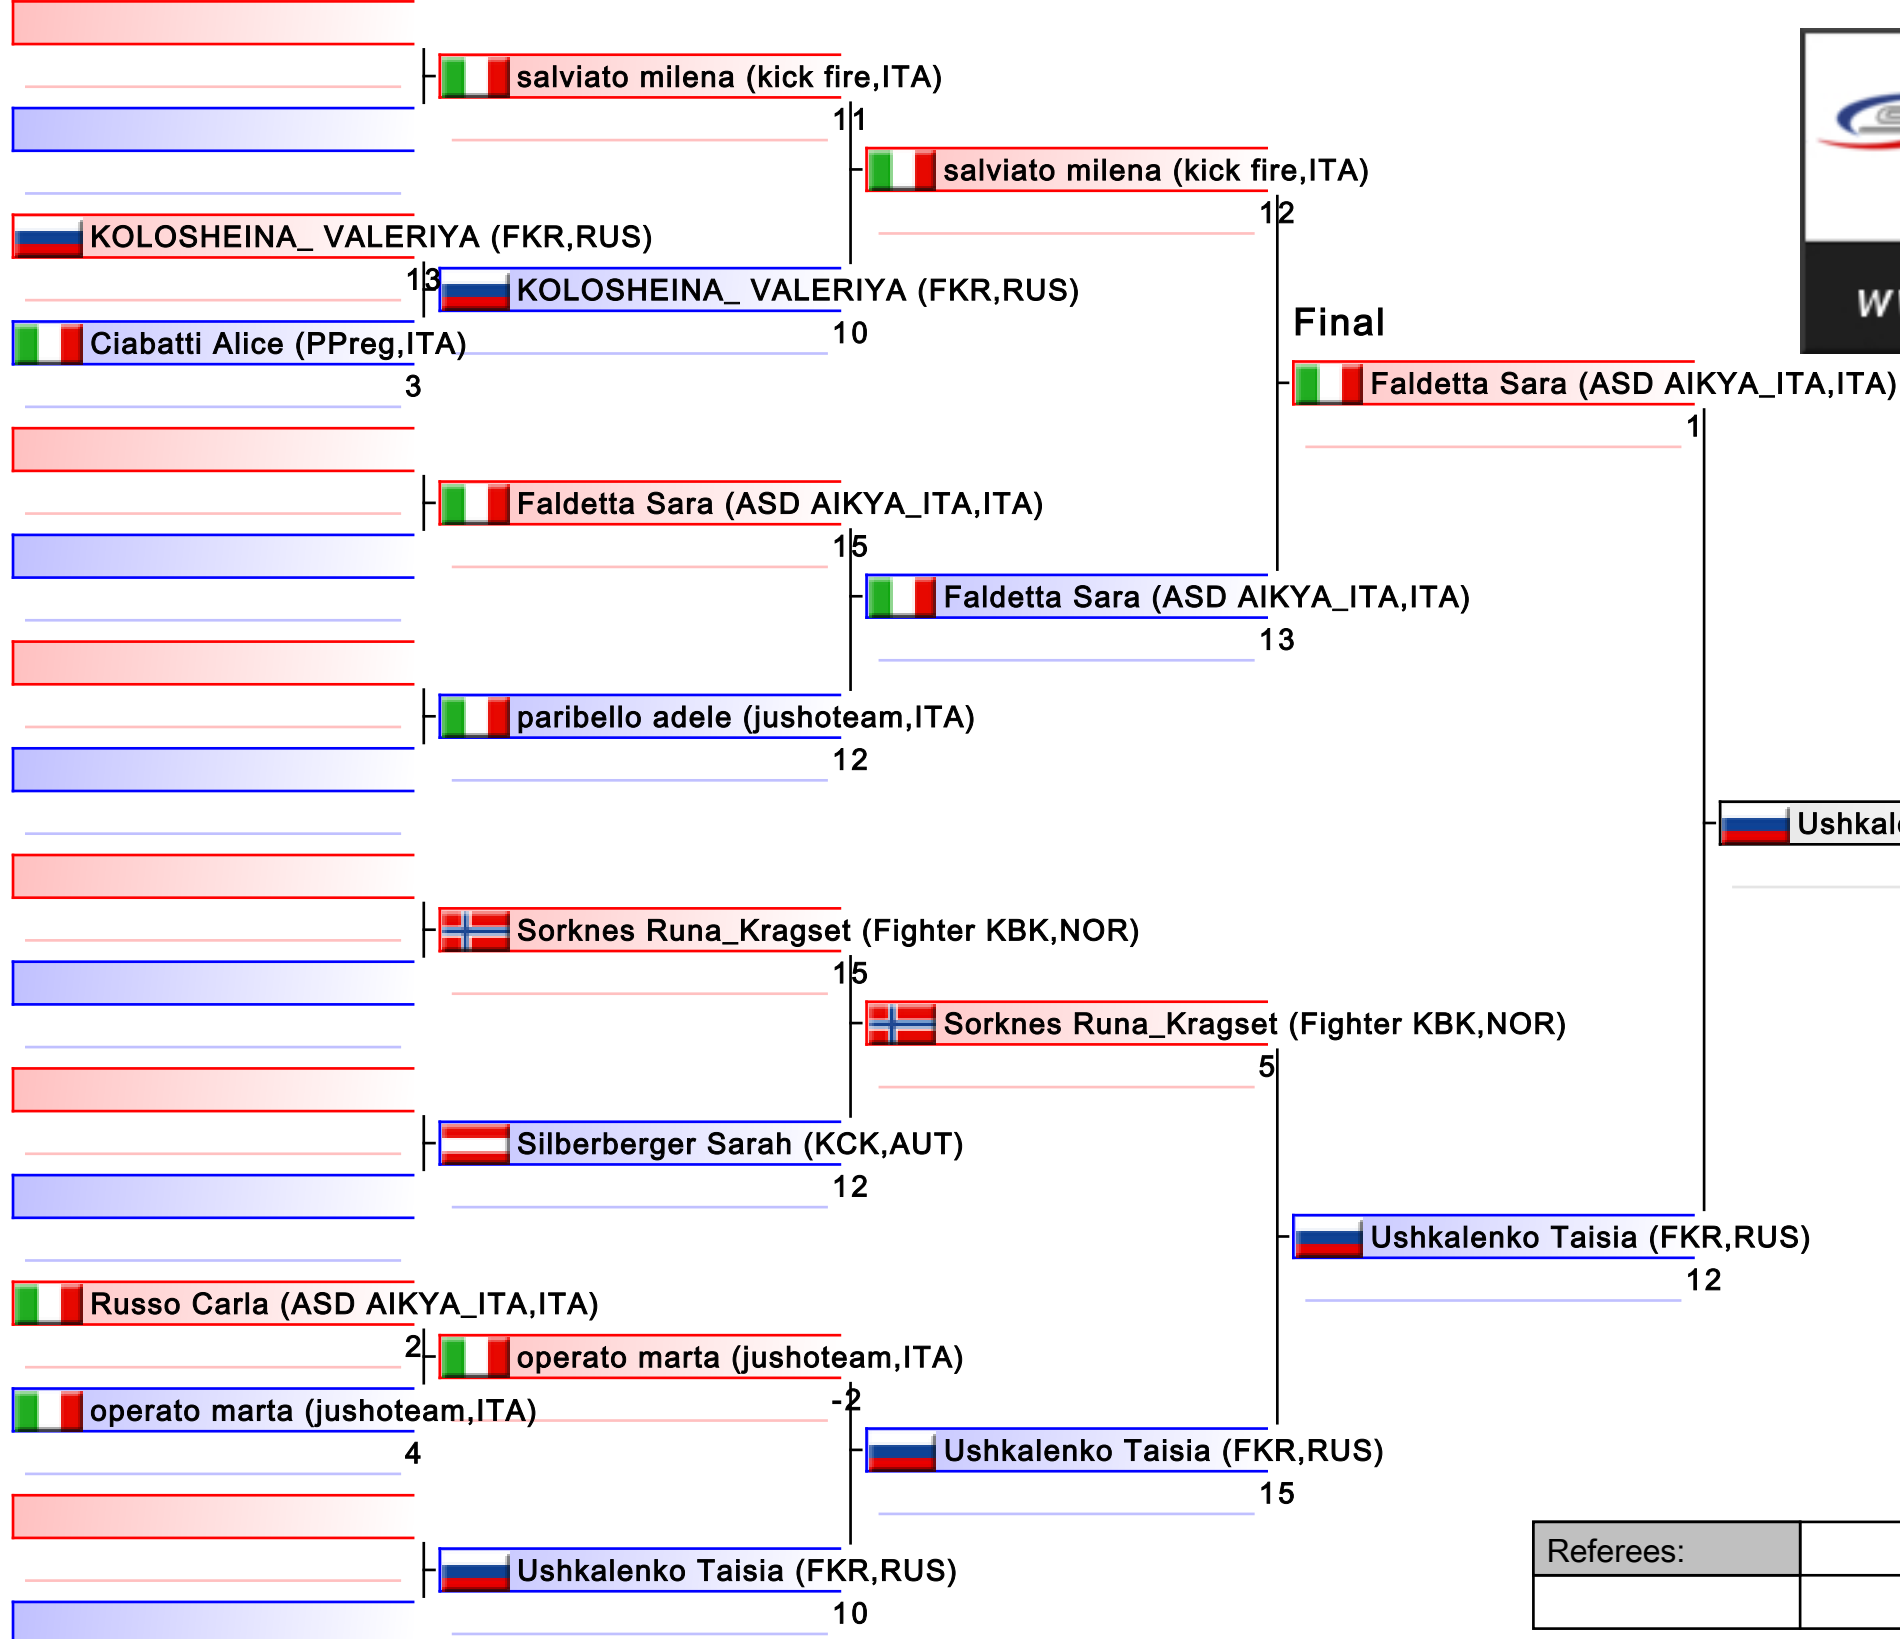 salviato milena (kick fire,ITA)
11
salviato milena (kick fire,ITA)
12
KOLOSHEINA_ VALERIYA (FKR,RUS)
13
KOLOSHEINA_ VALERIYA (FKR,RUS)
10
Ciabatti Alice (PPreg,ITA)
3
Final
Faldetta Sara (ASD AIKYA_ITA,ITA)
1
Faldetta Sara (ASD AIKYA_ITA,ITA)
15
Faldetta Sara (ASD AIKYA_ITA,ITA)
13
paribello adele (jushoteam,ITA)
12
Sorknes Runa_Kragset (Fighter KBK,NOR)
15
Sorknes Runa_Kragset (Fighter KBK,NOR)
5
Silberberger Sarah (KCK,AUT)
12
Ushkalenko Taisia (FKR,RUS)
12
Russo Carla (ASD AIKYA_ITA,ITA)
2
operato marta (jushoteam,ITA)
-2
operato marta (jushoteam,ITA)
4
Ushkalenko Taisia (FKR,RUS)
15
Ushkalenko Taisia (FKR,RUS)
10
Referees: